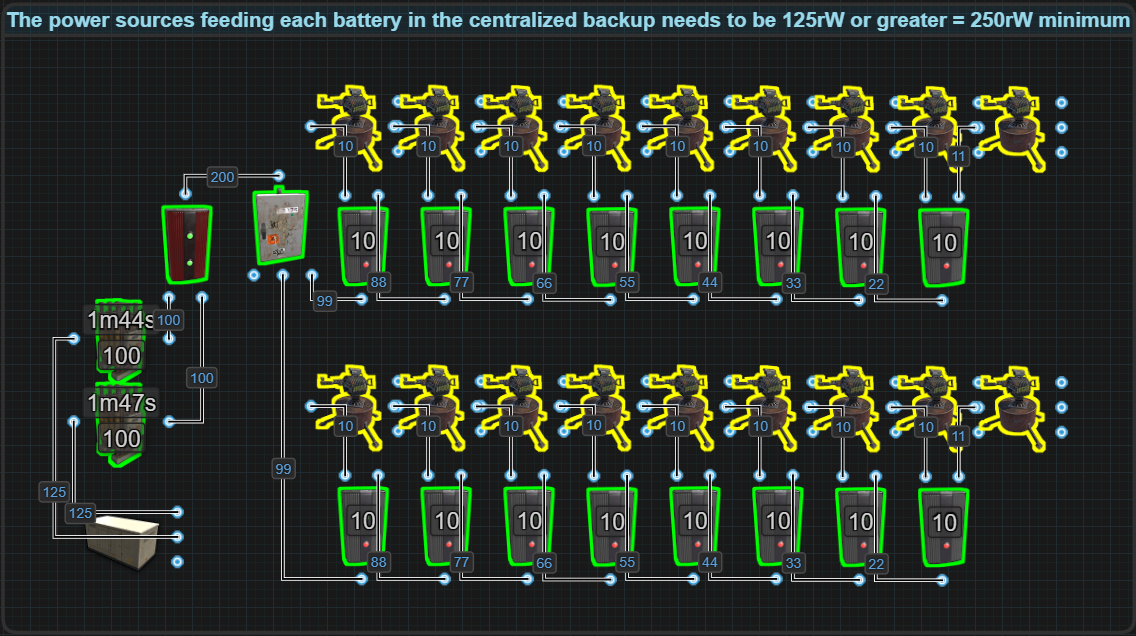 The power sources feeding each battery in the centralized backup needs to be 125rW or greater = 250rW minimum
10 10 10 10 10 10 10 10 11
200
10 10 10 10 10 10 10 10
88 77 66 55 44 33 22
99
1m44s 100
100
100
1m47s
100
10 10 10 10 10 10 10 10 11
99
125
125
10 10 10 10 10 10 10 10
88 77 66 55 44 33 22